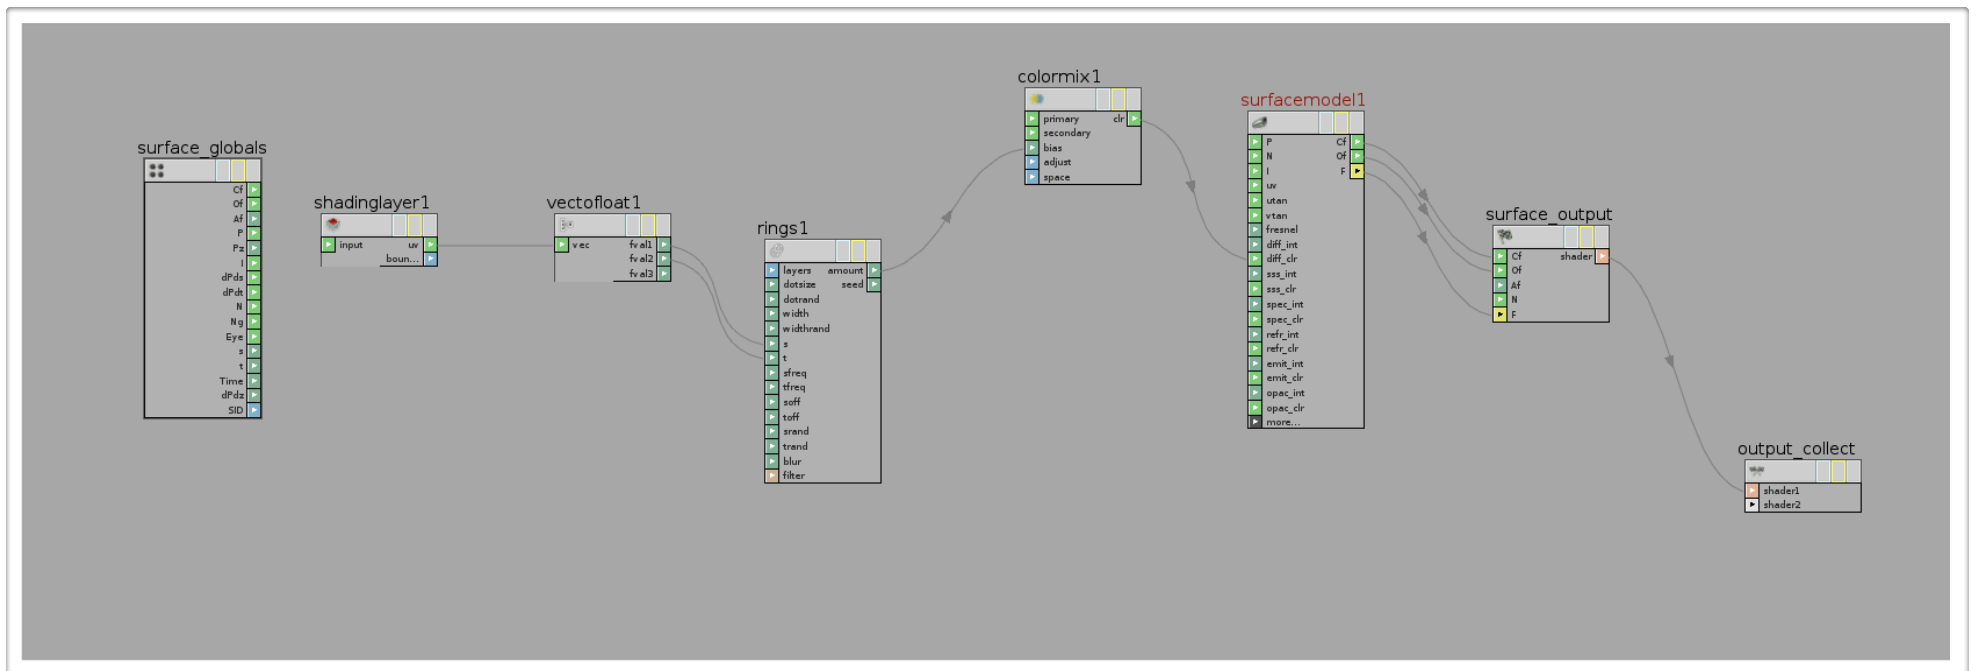 surface_globals
Cf
Of
Af
P
Pz
I
dPds
dPdt
N
Ng
Eye
s
t
Time
dPdz
SID
shadinglayer1
input uv
boun...
vectofloat1
vec fval1
fval2
fval3
rings1
layers amount
dotsize seed
dotrand
width
widthrand
s
t
sfreq
tfreq
soff
toff
srand
trand
blur
filter
colormix1
primary clr
secondary
bias
adjust
space
surfacemodel1
P Cf
N Of
I F
uv
utan
vtan
fresnel
diff_int
diff_clr
sss_int
sss_clr
spec_int
spec_clr
refr_int
refr_clr
emit_int
emit_clr
opac_int
opac_clr
more...
surface_output
Cf shader
Of
Af
N
F
output_collect
shader1
shader2